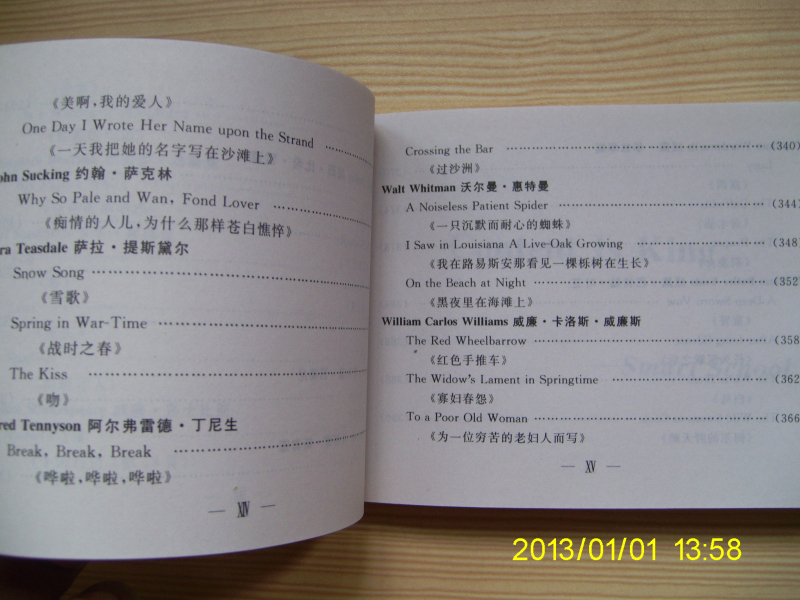 《美啊,我的爱人》
One Day I Wrote Her Name upon the Strand
《一天我把她的名字写在沙滩上》
ohn Sucking 约翰·萨克林
Why So Pale and Wan, Fond Lover
《痴情的人儿,为什么那样苍白憔悴》
ra Teasdale 萨拉·提斯黛尔
Snow Song
《雪歌》
Spring in War-Time
《战时之春》
The Kiss
《吻》
red Tennyson 阿尔弗雷德·丁尼生
Break, Break, Break
《哗啦,哗啦,哗啦》
— XIV —
Crossing the Bar (340)
《过沙洲》
Walt Whitman 沃尔曼·惠特曼
A Noiseless Patient Spider (344)
《一只沉默而耐心的蜘蛛》
I Saw in Louisiana A Live-Oak Growing (348)
《我在路易斯安那看见一棵栎树在生长》
On the Beach at Night (352)
《黑夜里在海滩上》
William Carlos Williams 威廉·卡洛斯·威廉斯
The Red Wheelbarrow (358)
《红色手推车》
The Widow's Lament in Springtime (362)
《寡妇春怨》
To a Poor Old Woman (366)
《为一位穷苦的老妇人而写》
— XV —
2013/01/01 13:58